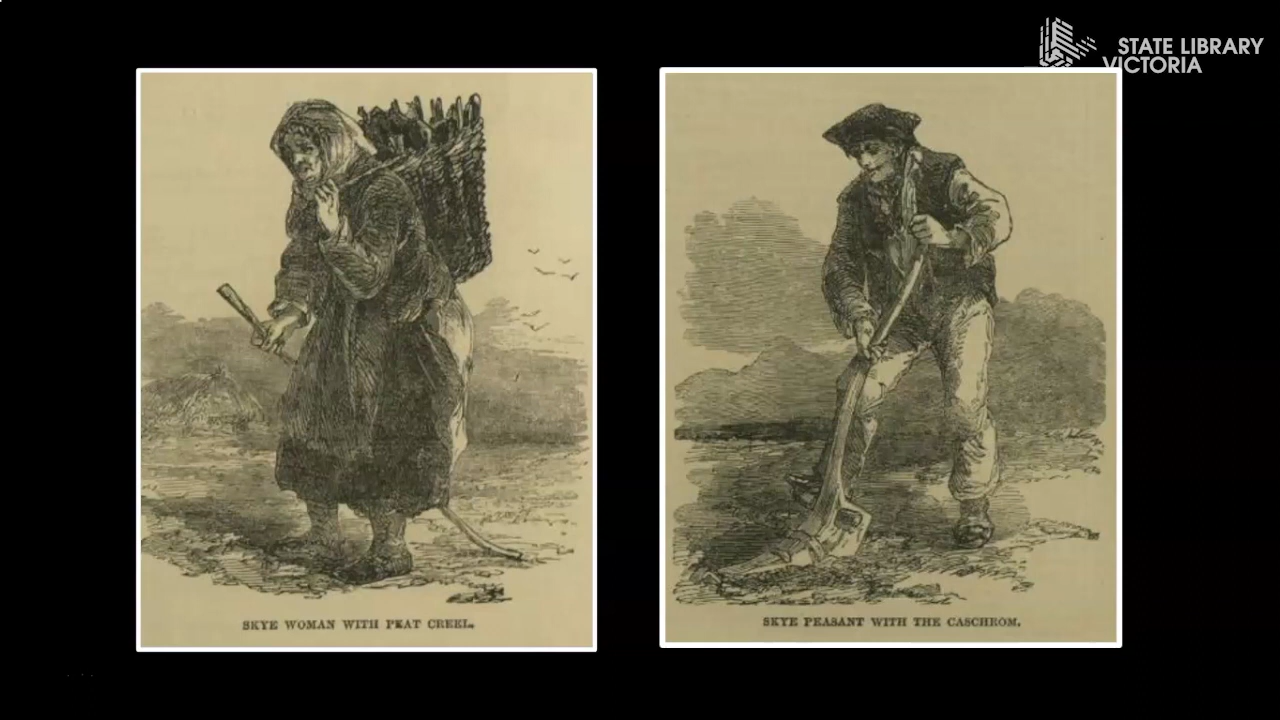 STATE LIBRARY
VICTORIA
SKYE WOMAN WITH PEAT CREEL.
SKYE PEASANT WITH THE CASCHROM.